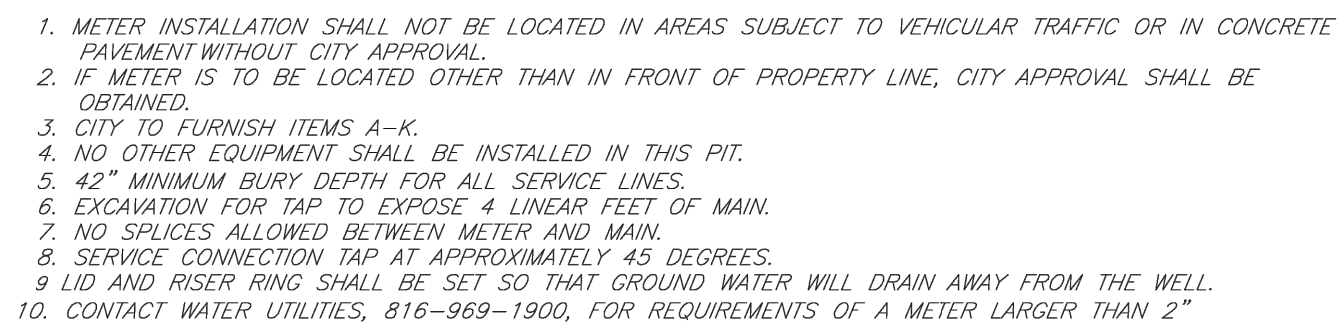 1. METER INSTALLATION SHALL NOT BE LOCATED IN AREAS SUBJECT TO VEHICULAR TRAFFIC OR IN CONCRETE
PAVEMENT WITHOUT CITY APPROVAL.
2. IF METER IS TO BE LOCATED OTHER THAN IN FRONT OF PROPERTY LINE, CITY APPROVAL SHALL BE
OBTAINED.
3. CITY TO FURNISH ITEMS A-K.
4. NO OTHER EQUIPMENT SHALL BE INSTALLED IN THIS PIT.
5. 42" MINIMUM BURY DEPTH FOR ALL SERVICE LINES.
6. EXCAVATION FOR TAP TO EXPOSE 4 LINEAR FEET OF MAIN.
7. NO SPLICES ALLOWED BETWEEN METER AND MAIN.
8. SERVICE CONNECTION TAP AT APPROXIMATELY 45 DEGREES.
9 LID AND RISER RING SHALL BE SET SO THAT GROUND WATER WILL DRAIN AWAY FROM THE WELL.
10. CONTACT WATER UTILITIES, 816-969-1900, FOR REQUIREMENTS OF A METER LARGER THAN 2"